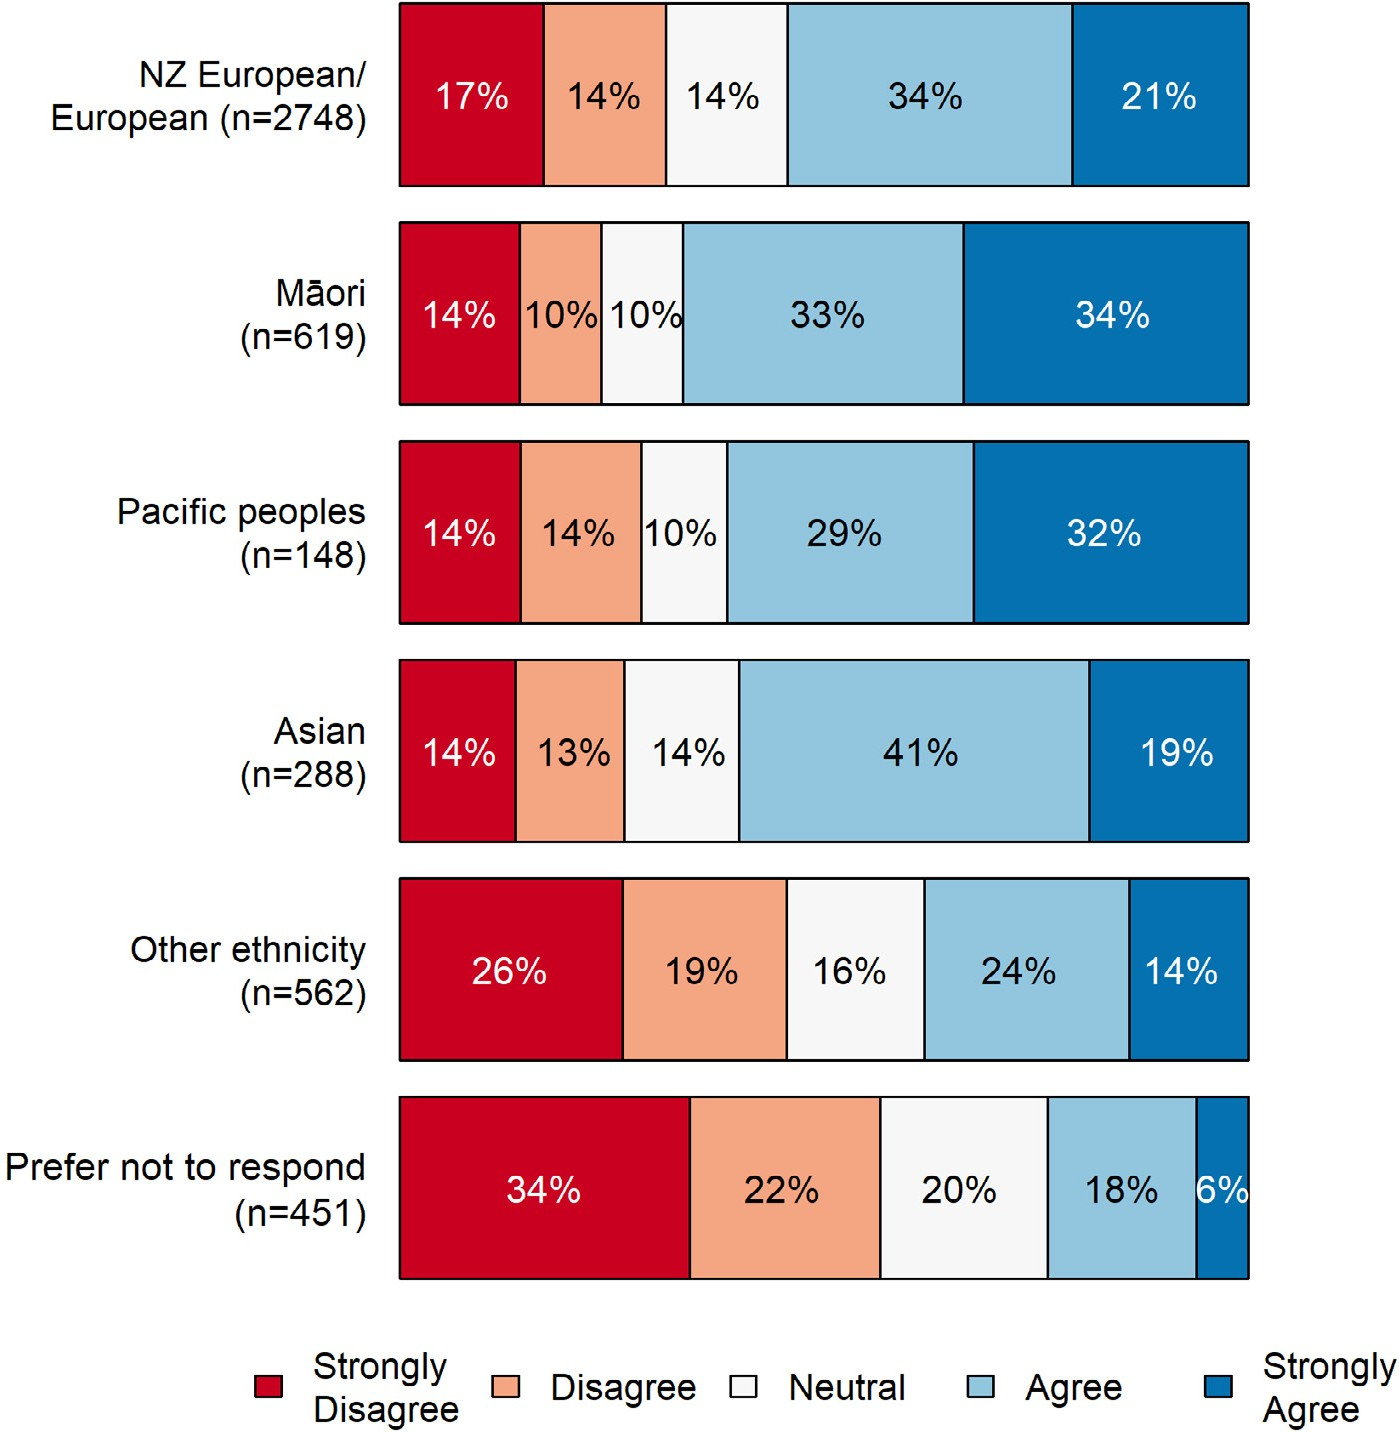 NZ European/
European (n=2748)
17% 14% 14% 34% 21%
Māori
(n=619)
14% 10% 10% 33% 34%
Pacific peoples
(n=148)
14% 14% 10% 29% 32%
Asian
(n=288)
14% 13% 14% 41% 19%
Other ethnicity
(n=562)
26% 19% 16% 24% 14%
Prefer not to respond
(n=451)
34% 22% 20% 18% 6%
Strongly
Disagree
Disagree
Neutral
Agree
Strongly
Agree